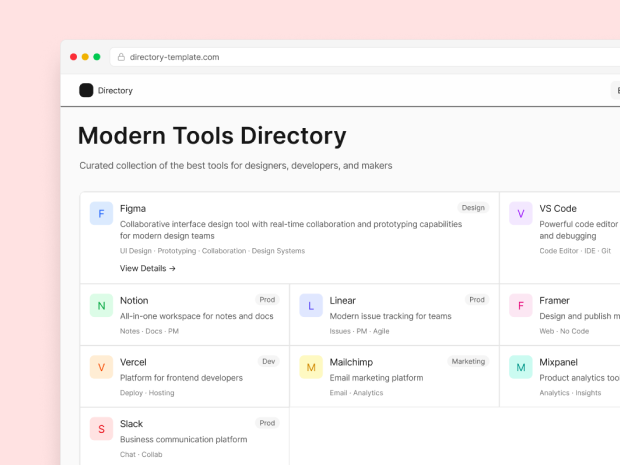 directory-template.com
Directory
Modern Tools Directory
Curated collection of the best tools for designers, developers, and makers
F
Figma
Design
Collaborative interface design tool with real-time collaboration and prototyping capabilities
for modern design teams
UI Design · Prototyping · Collaboration · Design Systems
View Details →
V
VS Code
Powerful code editor
and debugging
Code Editor · IDE · Git
N
Notion
Prod
All-in-one workspace for notes and docs
Notes · Docs · PM
L
Linear
Prod
Modern issue tracking for teams
Issues · PM · Agile
F
Framer
Design and publish
Web · No Code
V
Vercel
Dev
Platform for frontend developers
Deploy · Hosting
M
Mailchimp
Marketing
Email marketing platform
Email · Analytics
M
Mixpanel
Product analytics
Analytics · Insights
S
Slack
Prod
Business communication platform
Chat · Collab